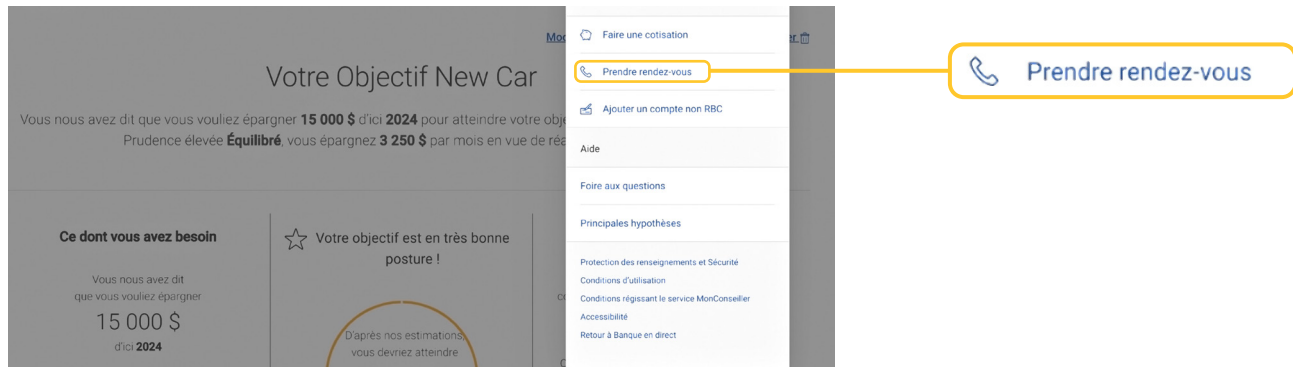 Faire une cotisation
Prendre rendez-vous
Prendre rendez-vous
Votre Objectif New Car
Ajouter un compte non RBC
Vous nous avez dit que vous vouliez épargner 15 000 $ d'ici 2024 pour atteindre votre
Prudence élevée Équilibré, vous épargnez 3 250 $ par mois en vue de
Aide
Foire aux questions
Principales hypothèses
Ce dont vous avez besoin
Votre objectif est en très bonne
posture !
Vous nous avez dit
que vous vouliez épargner
15 000 $
d'ici 2024
D'après nos estimations,
vous devriez atteindre
Protection des renseignements et Sécurité
Conditions d'utilisation
Conditions régissant le service MonConseiller
Accessibilité
Retour à Banque en direct